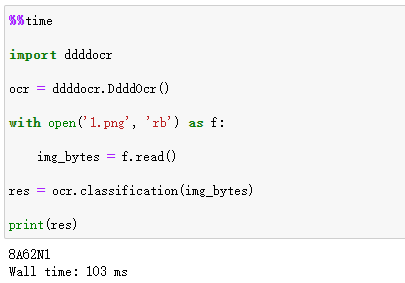 %%time
import ddddocr
ocr = ddddocr.DdddOcr()
with open('1.png', 'rb') as f:
    img_bytes = f.read()
res = ocr.classification(img_bytes)
print(res)
8A62N1
Wall time: 103 ms